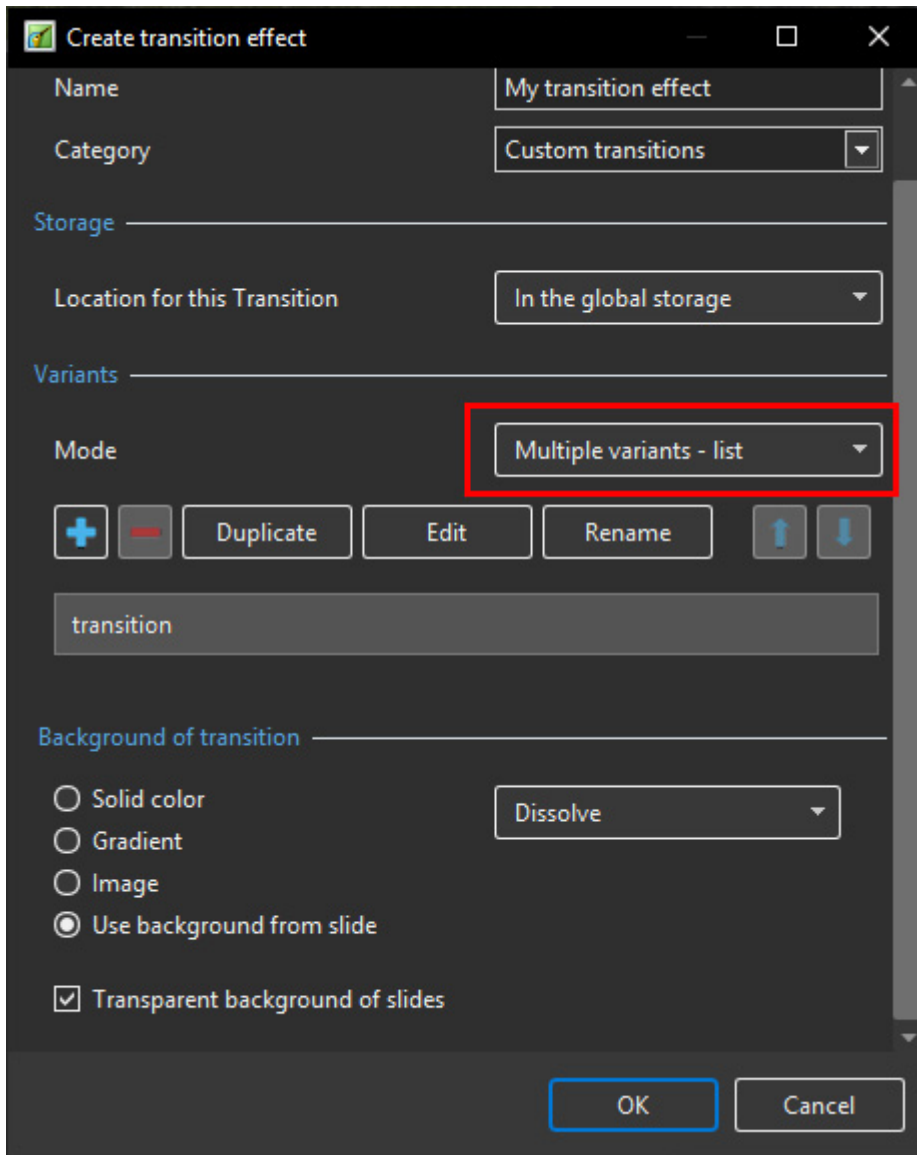 Create transition effect
Name
My transition effect
Category
Custom transitions
Storage
Location for this Transition
In the global storage
Variants
Mode
Multiple variants - list
Duplicate
Edit
Rename
transition
Background of transition
Solid color
Dissolve
Gradient
Image
Use background from slide
Transparent background of slides
OK
Cancel